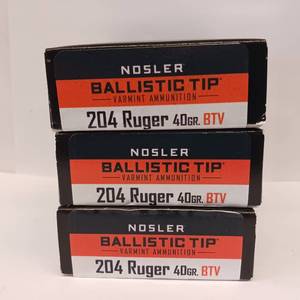 NOSLER
BALLISTIC TIP®
VARMINT AMMUNITION
204 Ruger 40GR. BTV
NOSLER
BALLISTIC TIP®
VARMINT AMMUNITION
204 Ruger 40GR. BTV
NOSLER
BALLISTIC TIP®
VARMINT AMMUNITION
204 Ruger 40GR. BTV